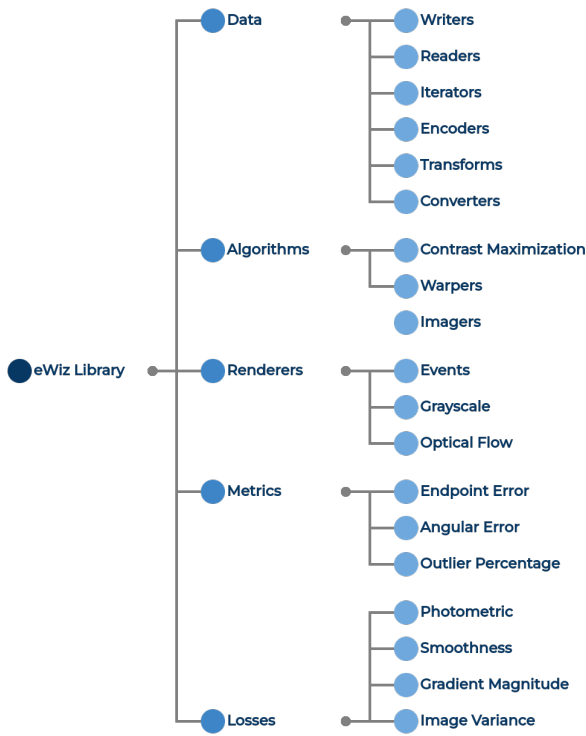 Data
Writers
Readers
Iterators
Encoders
Transforms
Converters
Algorithms
Contrast Maximization
Warpers
Imagers
eWiz Library
Renderers
Events
Grayscale
Optical Flow
Metrics
Endpoint Error
Angular Error
Outlier Percentage
Photometric
Smoothness
Gradient Magnitude
Losses
Image Variance